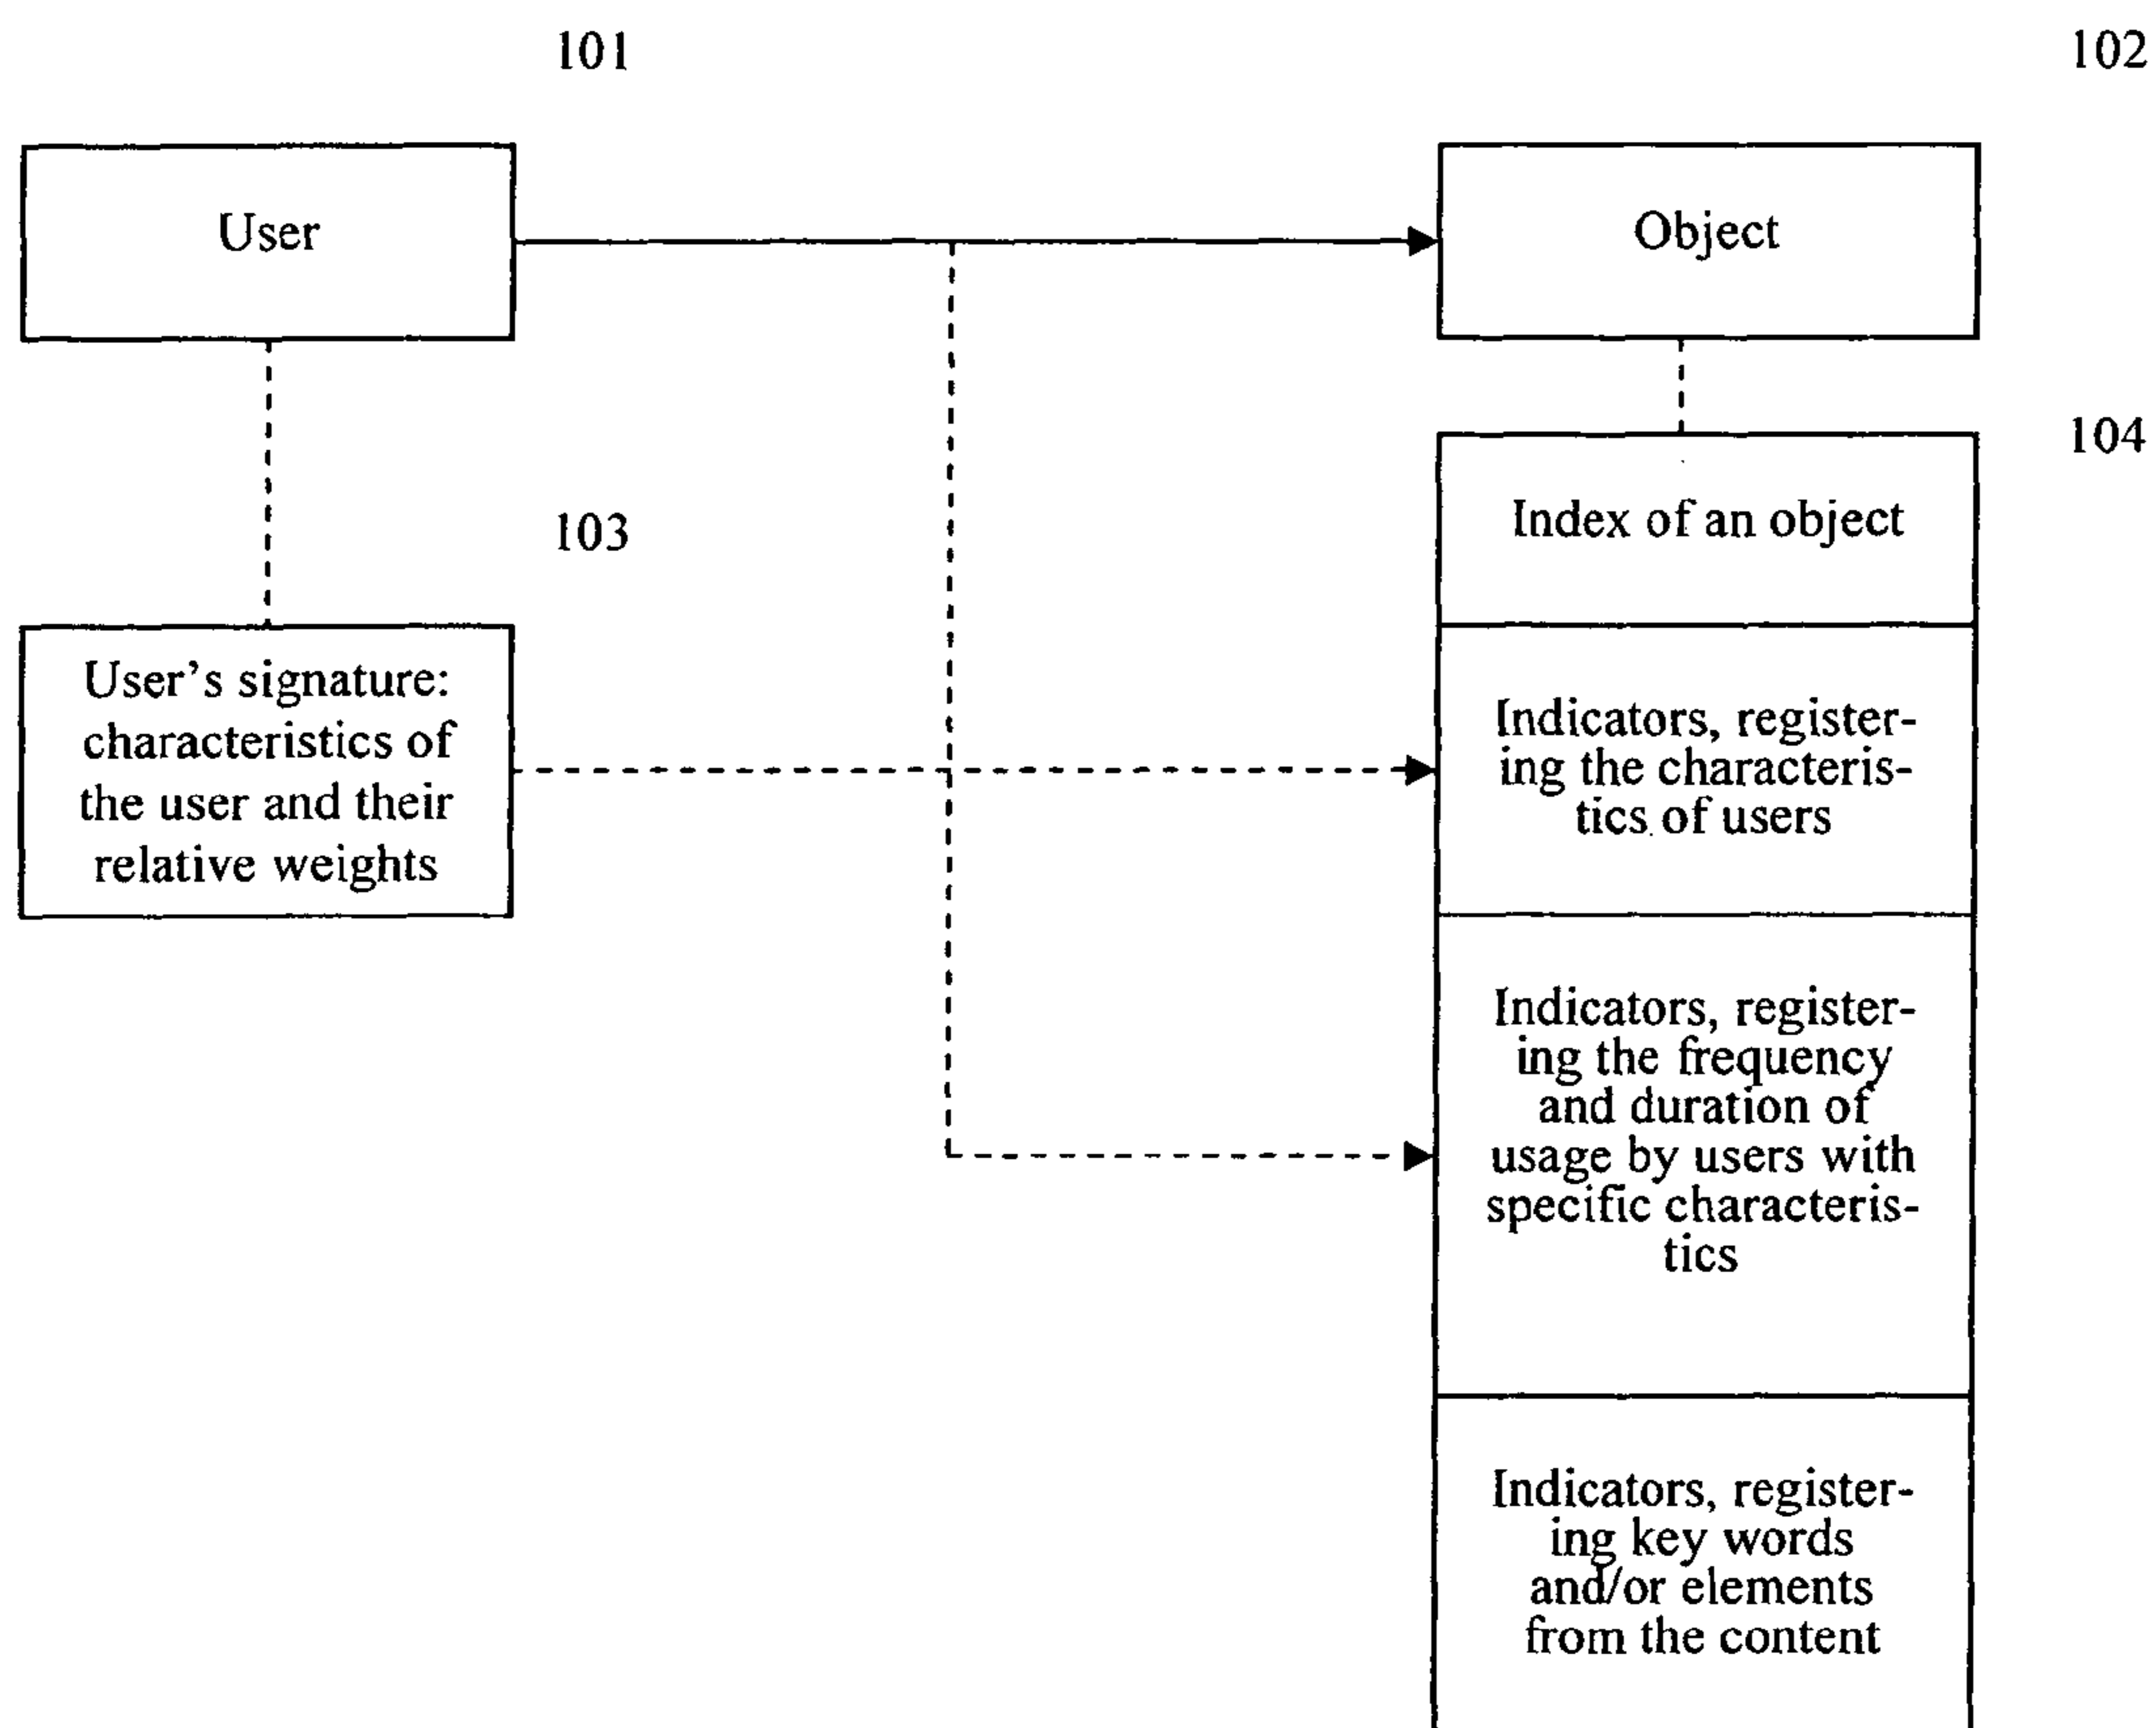 101
102
User
Object
104
Index of an object
103
User’s signature:
characteristics of
the user and their
relative weights
Indicators, register-
ing the characteris-
tics of users
Indicators, register-
ing the frequency
and duration of
usage by users with
specific characteris-
tics
Indicators, register-
ing key words
and/or elements
from the content